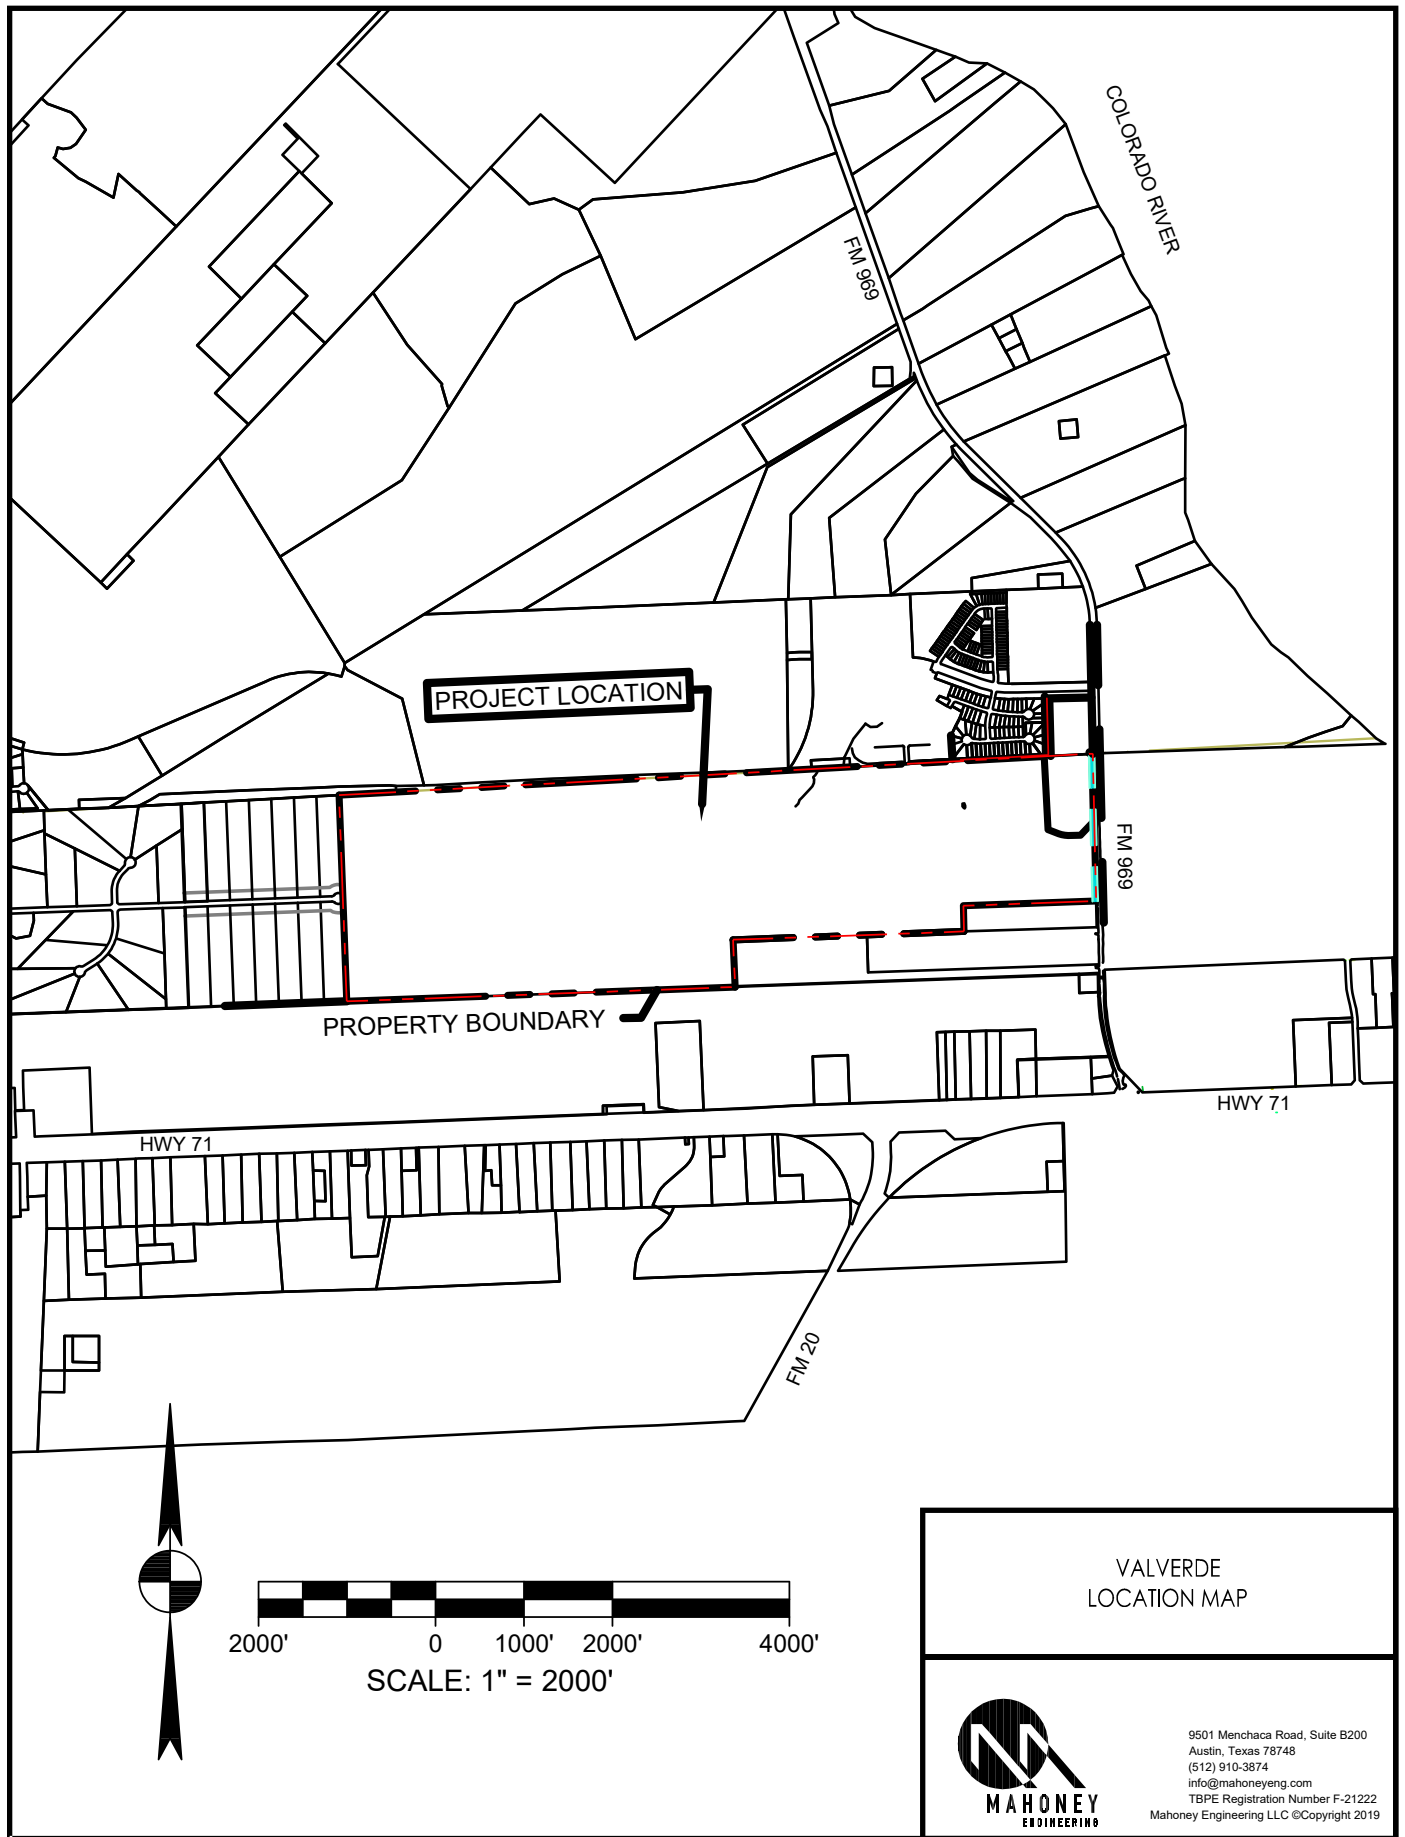 COLORADO RIVER
FM 969
PROJECT LOCATION
FM 969
PROPERTY BOUNDARY
HWY 71
HWY 71
FM 20
2000' 0 1000' 2000' 4000'
SCALE: 1" = 2000'
VALVERDE
LOCATION MAP
MAHONEY
ENGINEERING
9501 Menchaca Road, Suite B200
Austin, Texas 78748
(512) 910-3874
info@mahoneyeng.com
TBPE Registration Number F-21222
Mahoney Engineering LLC ©Copyright 2019